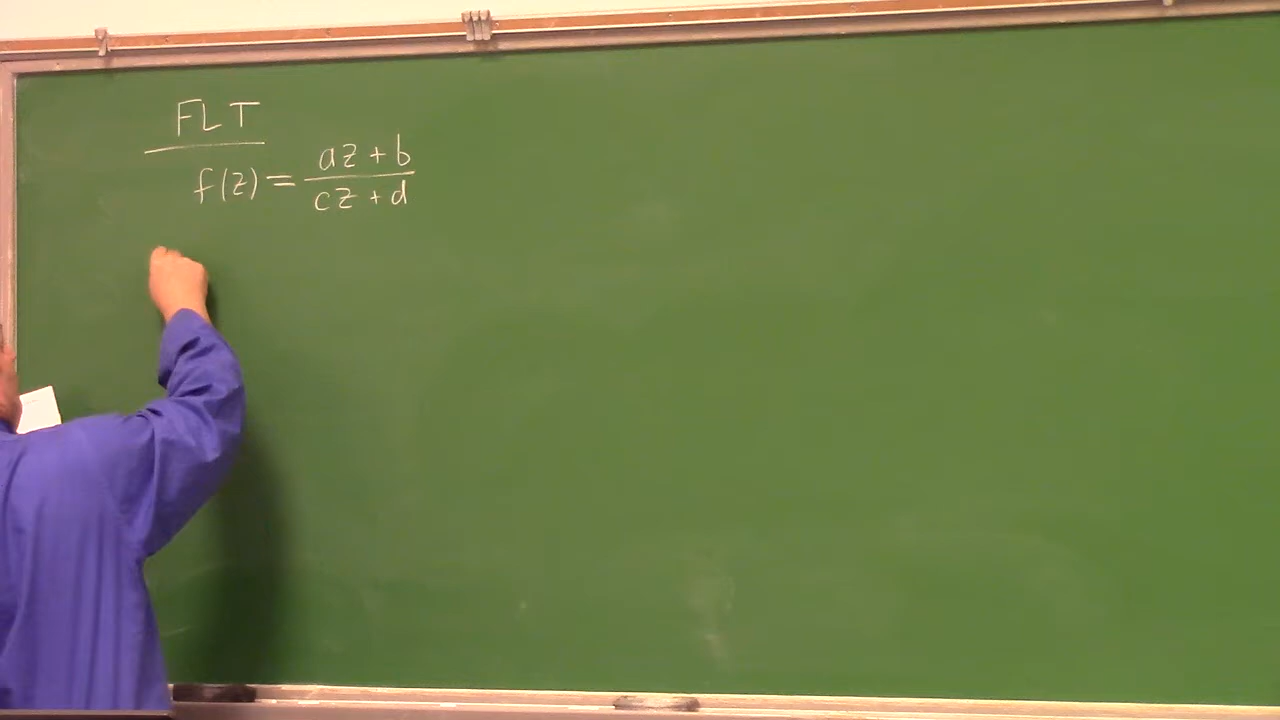 FLT
f(z) = az + b / cz + d